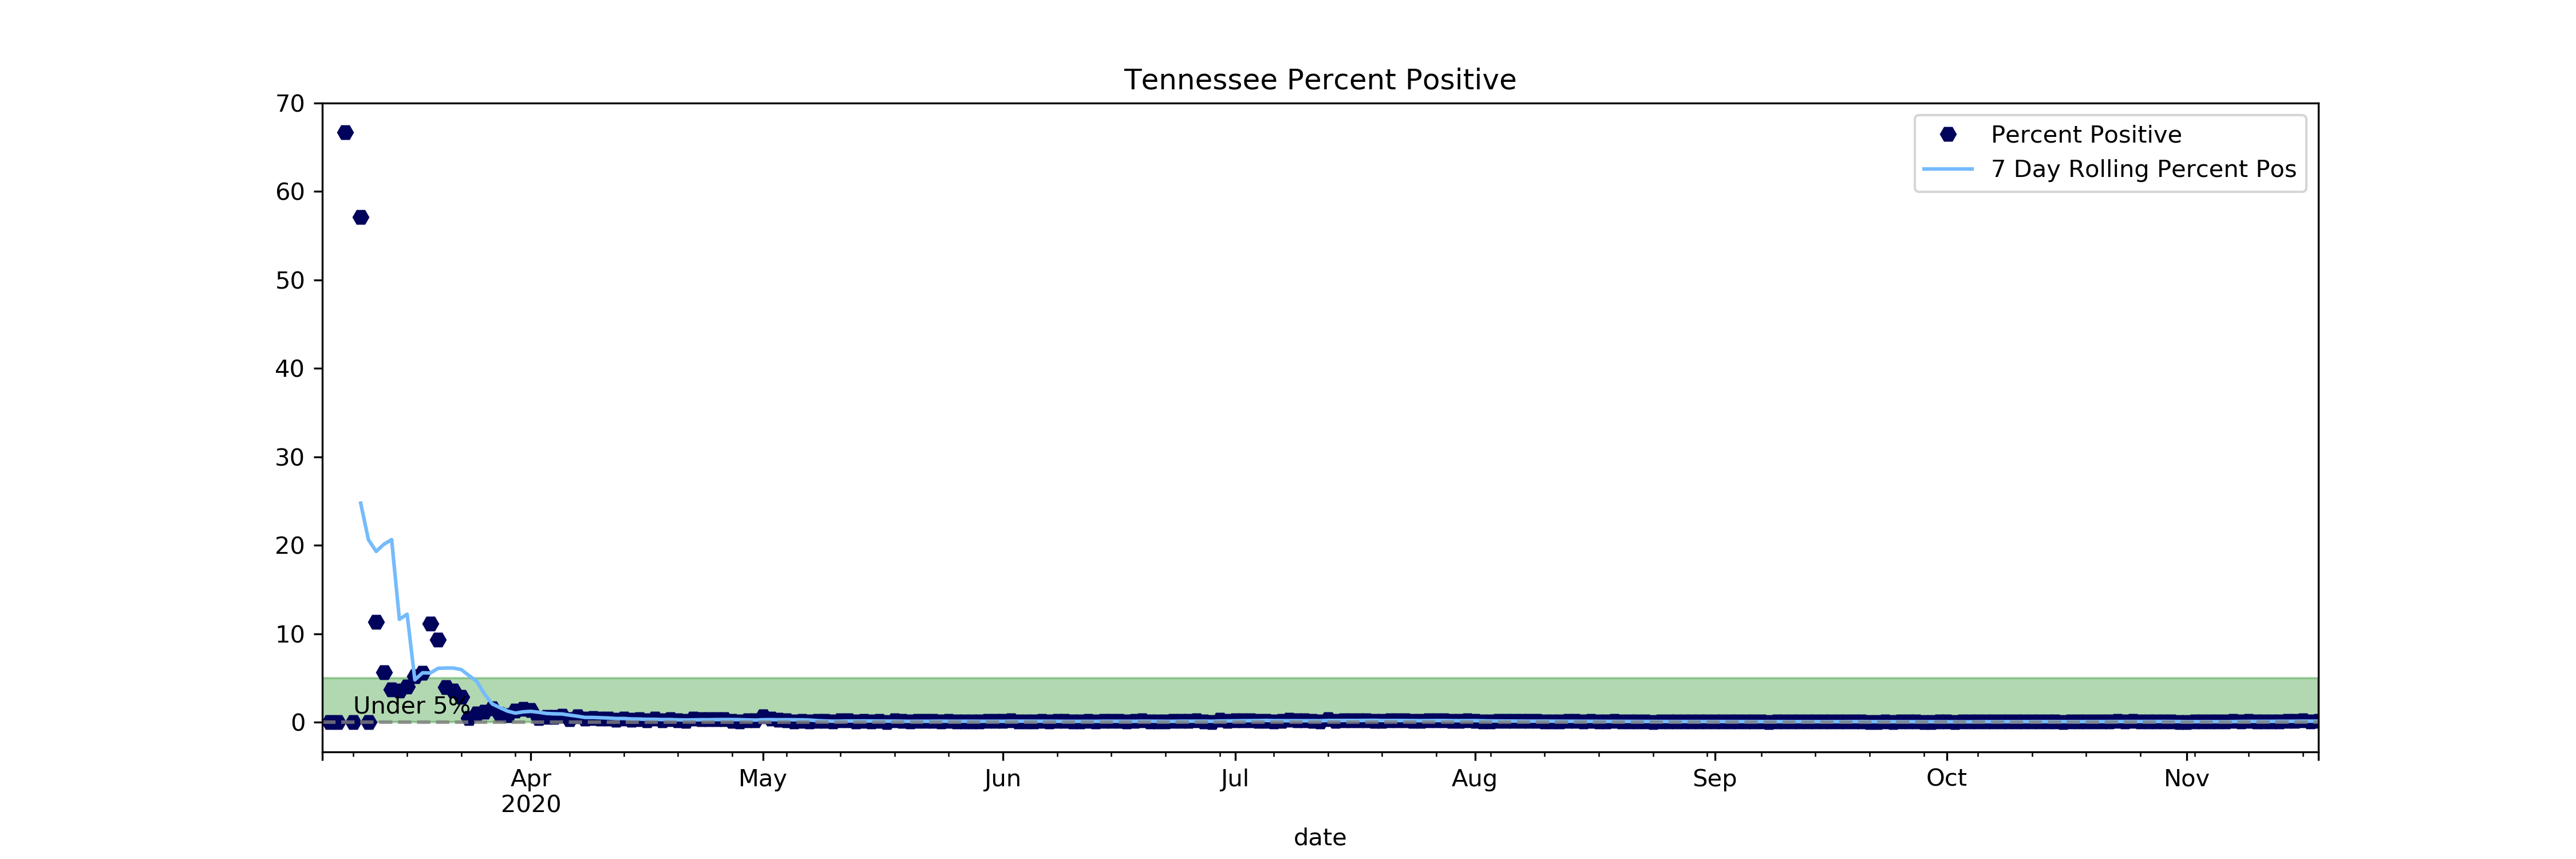 Tennessee Percent Positive
70
60
50
40
30
20
10
0
Percent Positive
7 Day Rolling Percent Pos
Under 5%
Apr
2020
May
Jun
Jul
Aug
Sep
Oct
Nov
date